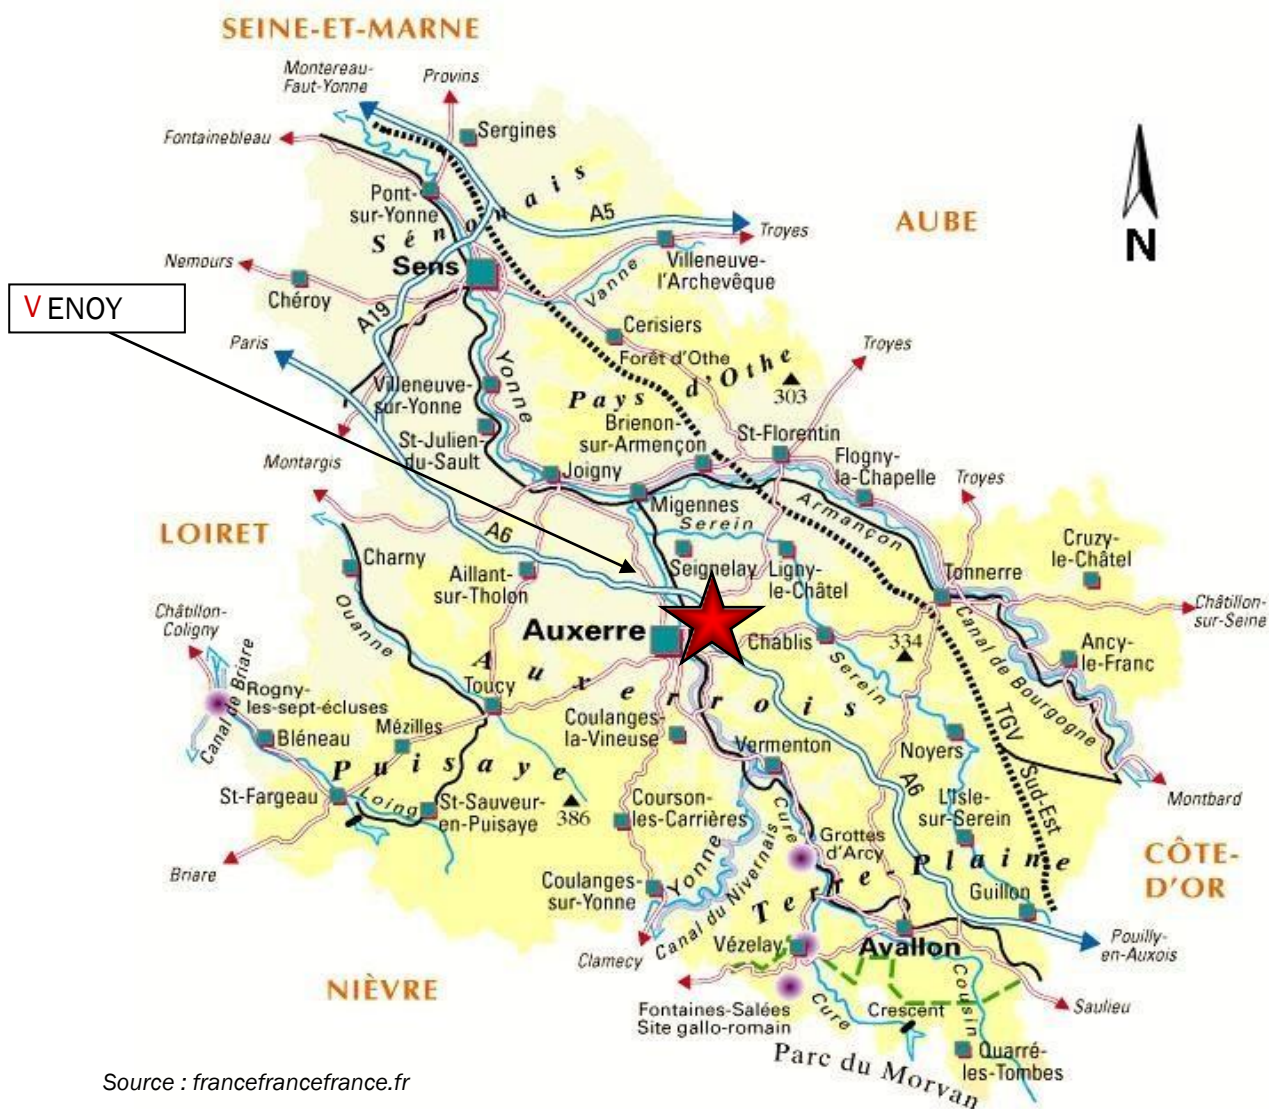 SEINE-ET-MARNE
Montereau-
Faut-Yonne
Provins
Fontainebleau
Sergines
Pont-
sur-Yonne
Sénonais
A5
Troyes
AUBE
N
Nemours
Chéroy
Sens
Villeneuve-
l'Archevêque
Vanne
A19
VENOY
Paris
Cerisiers
Forêt d'Othe
Troyes
Villeneuve-
sur-Yonne
Yonne
Pays d'Othe
303
St-Julien-
du-Sault
Brienon-
sur-Armençon
St-Florentin
Montargis
Joigny
Flogny-
la-Chapelle
Troyes
Migennes
Armançon
LOIRET
A6
Serein
Charny
Aillant-
sur-Tholon
Seignelay
Ligny-
le-Châtel
Cruzy-
le-Châtel
Tonnerre
Châtillon-
Coligny
Ouanne
Châtillon-
sur-Seine
Auxerre
Chablis
334
Ancy-
le-Franc
Canal de Briare
Rogny-
les-sept-écluses
Toucy
Auxerrois
Serein
Canal de Bourgogne
Bléneau
Mézilles
Coulanges-
la-Vineuse
Vermenton
Noyers
TGV Sud-Est
Puisaye
St-Fargeau
Loing
St-Sauveur-
en-Puisaye
386
Courson-
les-Carrières
Cure
A6
L'Isle-
sur-Serein
Montbard
Briare
Grottes
d'Arcy
CÔTE-
D'OR
Coulanges-
sur-Yonne
Yonne
Canal du Nivernais
Terre-Plaine
Guillon
Clamecy
Vézelay
Avallon
Pouilly-
en-Auxois
NIÈVRE
Fontaines-Salées
Site gallo-romain
Cure
Crescent
Cousin
Saulieu
Parc du Morvan
Quarré-
les-Tombes
Source : francefrancefrance.fr